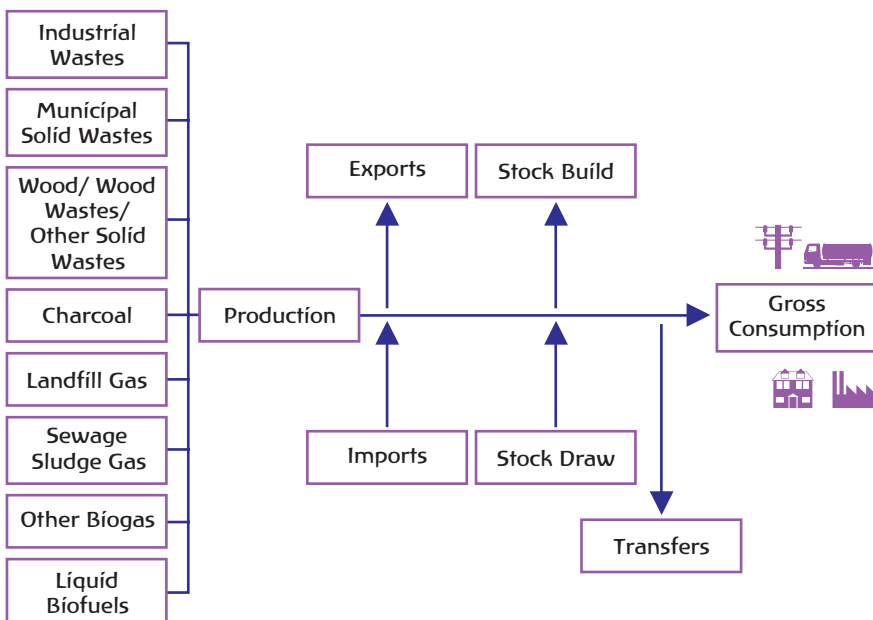 Industrial
Wastes
Municipal
Solid Wastes
Wood/ Wood
Wastes/
Other Solid
Wastes
Charcoal
Landfill Gas
Sewage
Sludge Gas
Other Biogas
Liquid
Biofuels
Production
Exports
Stock Build
Imports
Stock Draw
Transfers
Gross
Consumption